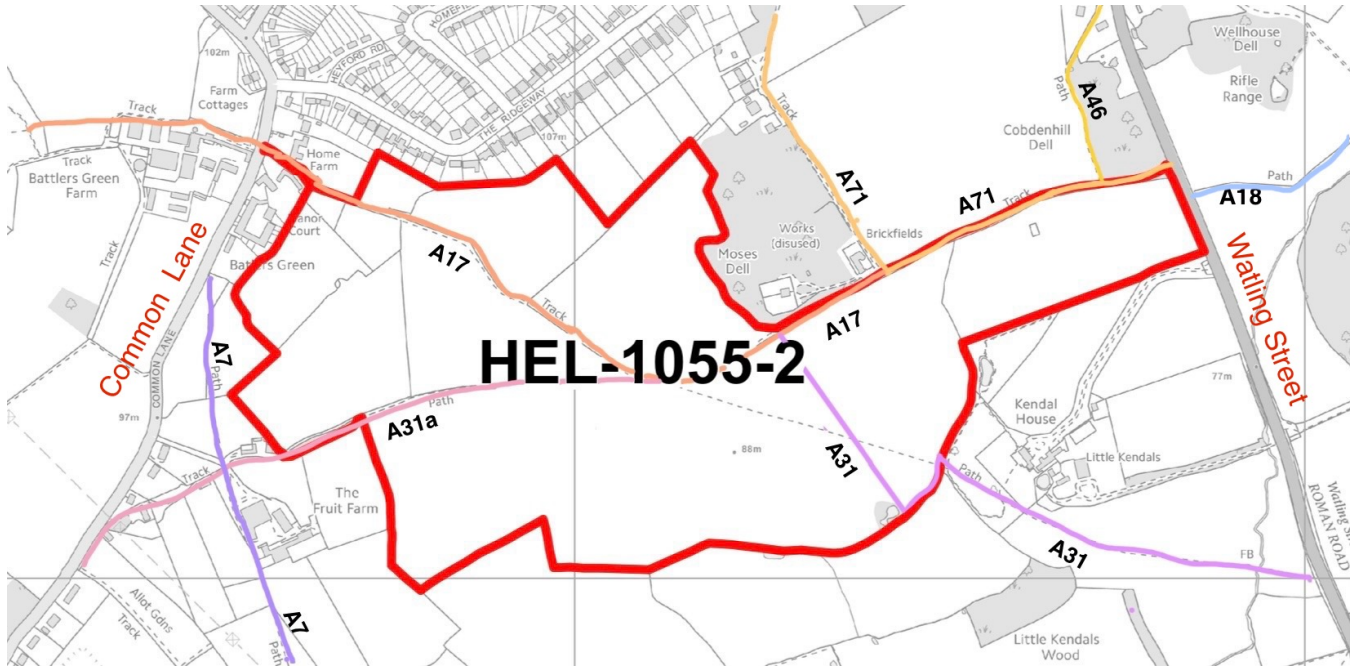 HOMEFIE
HEYFORD RD
102m
Farm
Cottages
THE RIDGEWAY
107m
Track
Wellhouse
Dell
Rifle
Range
Track
Path
A46
Cobdenhill
Dell
Track
Battlers Green
Farm
Home
Farm
Path
A18
A71
A71
Track
Manor
Court
Track
Common Lane
A17
Battlers Green
Works
(disused)
Brickfields
Moses
Dell
Watling Street
Track
A17
COMMON LANE
A7
Path
HEL-1055-2
97m
A31a
Path
77m
Kendal
House
88m
A31
Little Kendals
Track
Path
The
Fruit Farm
Watling St
ROMAN ROAD
A31
FB
Allot Gdns
Track
A7
Path
Little Kendals
Wood